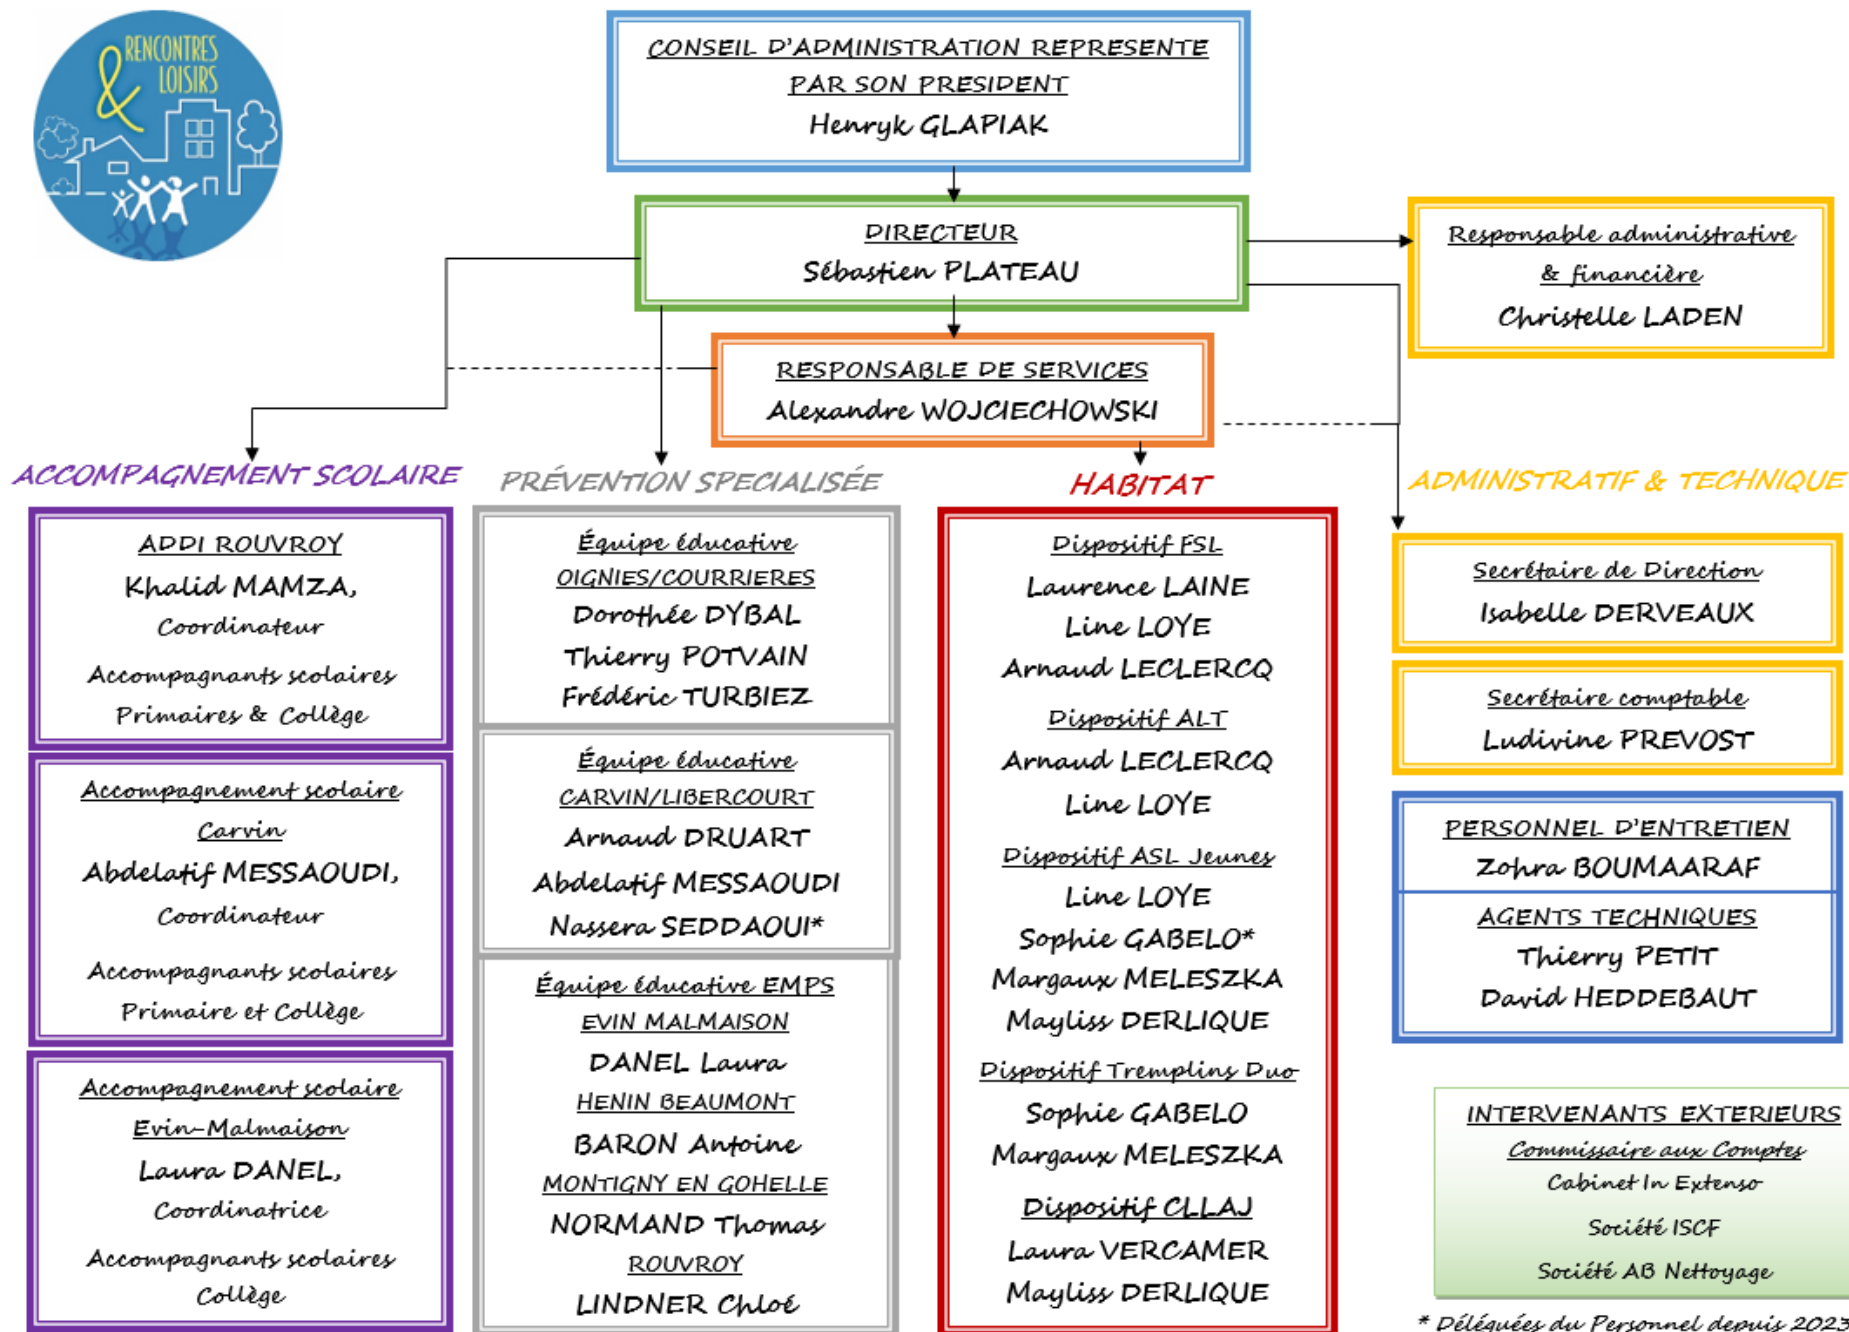 RENCONTRES
& LOISIRS
CONSEIL D'ADMINISTRATION REPRESENTE
PAR SON PRESIDENT
Henryk GLAPIAK
DIRECTEUR
Sébastien PLATEAU
Responsable administrative
& financière
Christelle LADEN
RESPONSABLE DE SERVICES
Alexandre WOJCIECHOWSKI
ACCOMPAGNEMENT SCOLAIRE
ADDI ROUVROY
Khalid MAMZA,
Coordinateur
Accompagnants scolaires
Primaires & Collège
Accompagnement scolaire
Carvin
Abdelatif MESSAOUDI,
Coordinateur
Accompagnants scolaires
Primaire et Collège
Accompagnement scolaire
Evin-Malmaison
Laura DANEL,
Coordinatrice
Accompagnants scolaires
Collège
PRÉVENTION SPECIALISÉE
Équipe éducative
OIGNIES/COURRIERES
Dorothée DYBAL
Thierry POTVAIN
Frédéric TURBIEZ
Équipe éducative
CARVIN/LIBERCOURT
Arnaud DRUART
Abdelatif MESSAOUDI
Nassera SEDDAOUI*
Équipe éducative EMPS
EVIN MALMAISON
DANEL Laura
HENIN BEAUMONT
BARON Antoine
MONTIGNY EN GOHELLE
NORMAND Thomas
ROUVROY
LINDNER Chloé
HABITAT
Dispositif FSL
Laurence LAINE
Line LOYE
Arnaud LECLERCQ
Dispositif ALT
Arnaud LECLERCQ
Line LOYE
Dispositif ASL Jeunes
Line LOYE
Sophie GABELO*
Margaux MELESZKA
Mayliss DERLIQUE
Dispositif Tremplins Duo
Sophie GABELO
Margaux MELESZKA
Dispositif CLLAJ
Laura VERCAMER
Mayliss DERLIQUE
ADMINISTRATIF & TECHNIQUE
Secrétaire de Direction
Isabelle DERVEAUX
Secrétaire comptable
Ludivine PREVOST
PERSONNEL D'ENTRETIEN
Zohra BOUMAARAF
AGENTS TECHNIQUES
Thierry PETIT
David HEDDEBAUT
INTERVENANTS EXTERIEURS
Commissaire aux Comptes
Cabinet In Extenso
Société ISCF
Société AB Nettoyage
* Déléguées du Personnel depuis 2023